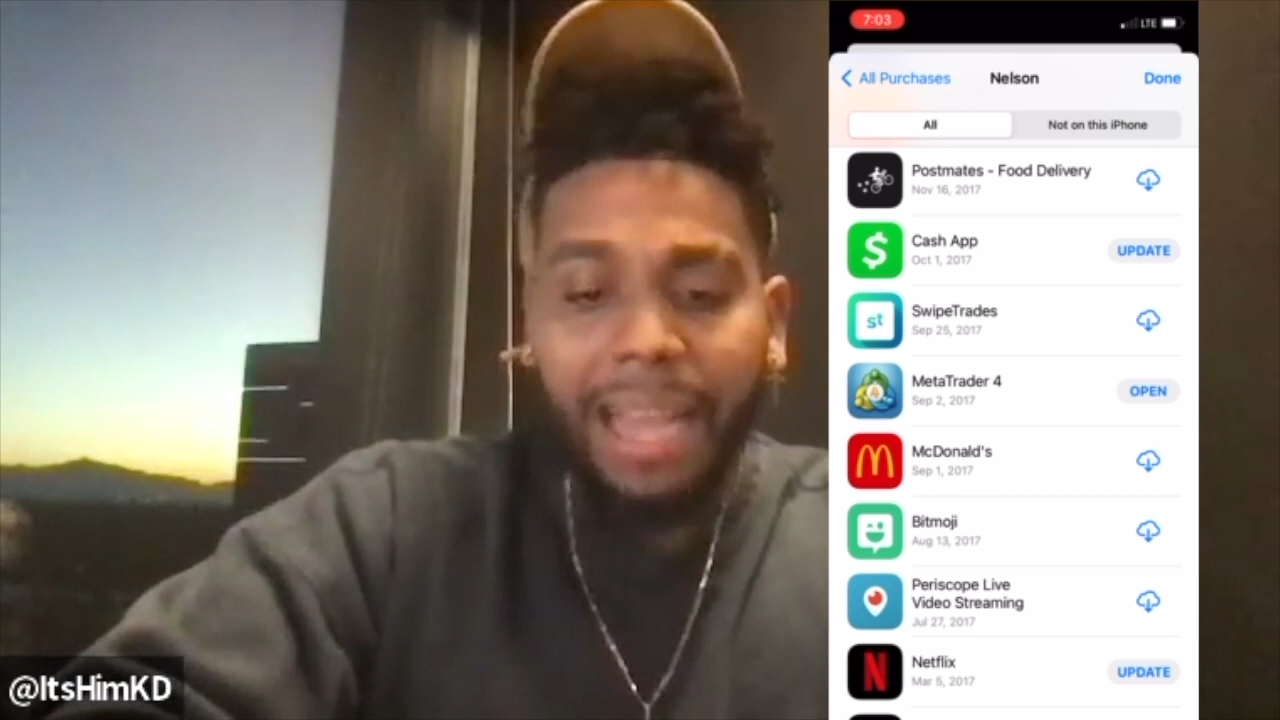 7:03
LTE
All Purchases
Nelson
Done
All
Not on this iPhone
Postmates - Food Delivery
Nov 16, 2017
Cash App
Oct 1, 2017
UPDATE
st
SwipeTrades
Sep 25, 2017
4
MetaTrader 4
Sep 2, 2017
OPEN
McDonald's
Sep 1, 2017
Bitmoji
Aug 13, 2017
Periscope Live
Video Streaming
Jul 27, 2017
N
Netflix
Mar 5, 2017
UPDATE
@ItsHimKD